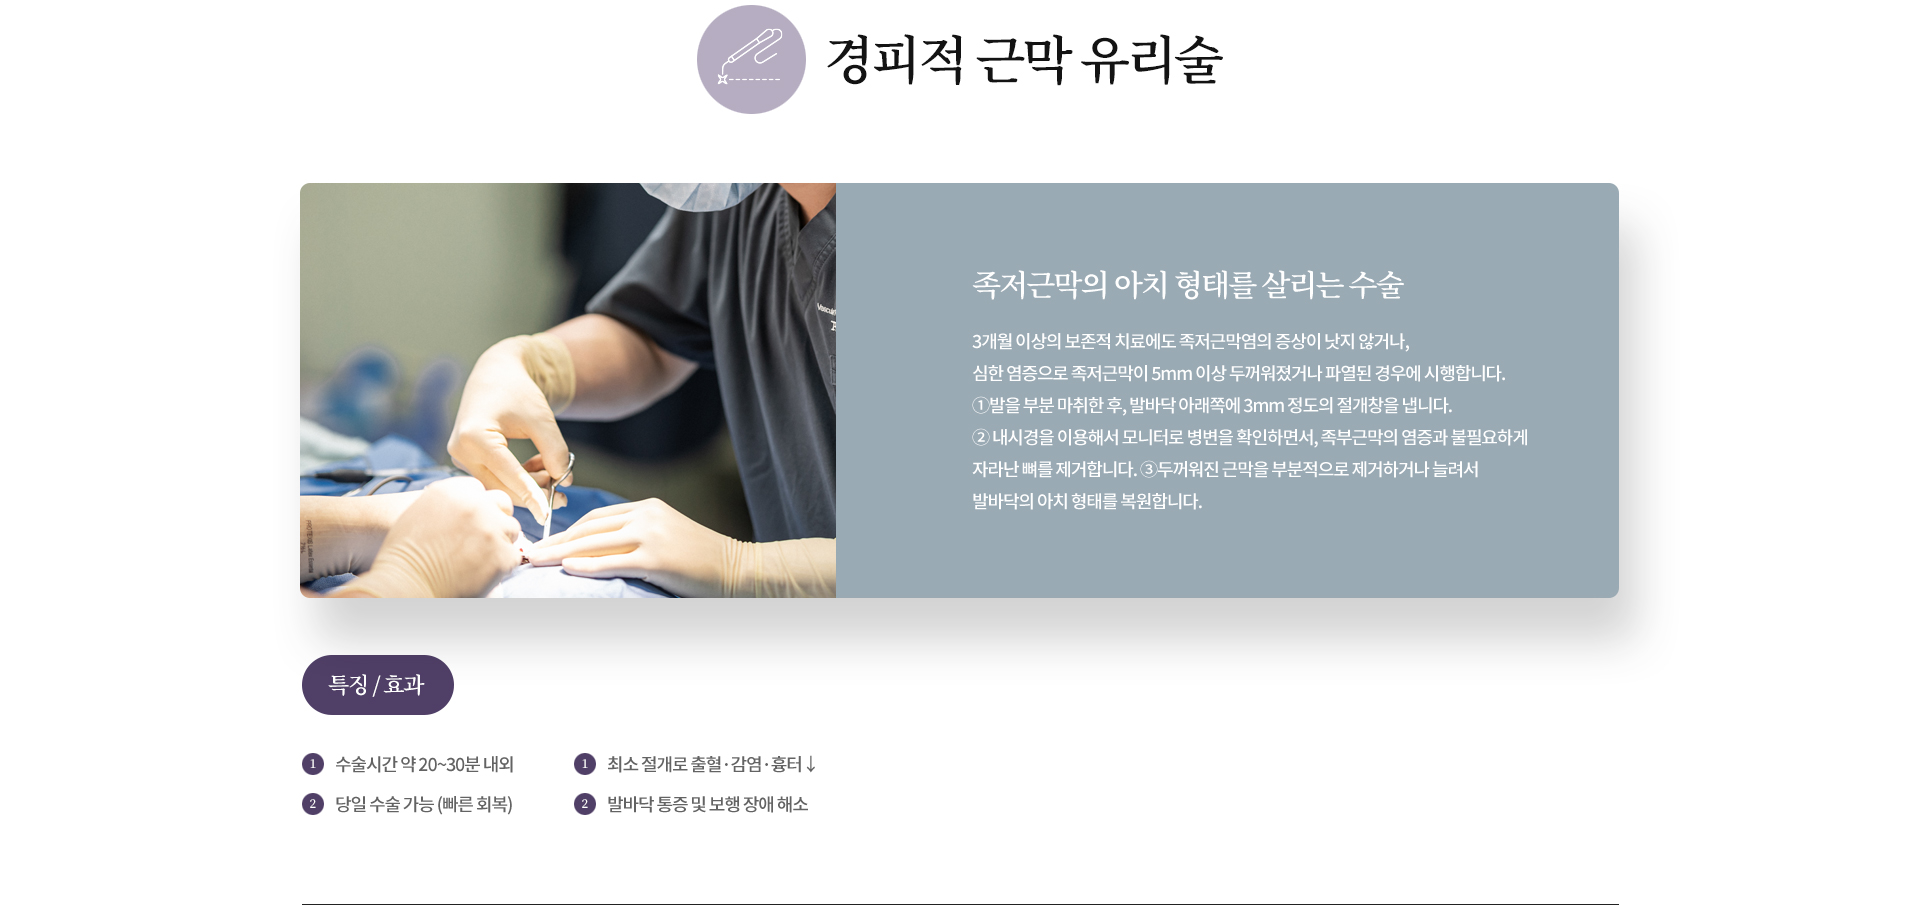 경피적 근막 유리술
족저근막의 아치 형태를 살리는 수술
3개월 이상의 보존적 치료에도 족저근막염의 증상이 낫지 않거나,
심한 염증으로 족저근막이 5mm 이상 두꺼워졌거나 파열된 경우에 시행합니다.
①발을 부분 마취한 후, 발바닥 아래쪽에 3mm 정도의 절개창을 냅니다.
② 내시경을 이용해서 모니터로 병변을 확인하면서, 족부근막의 염증과 불필요하게
자라난 뼈를 제거합니다. ③두꺼워진 근막을 부분적으로 제거하거나 늘려서
발바닥의 아치 형태를 복원합니다.
특징 / 효과
1 수술시간 약 20~30분 내외
2 당일 수술 가능 (빠른 회복)
1 최소 절개로 출혈·감염·흉터↓
2 발바닥 통증 및 보행 장애 해소